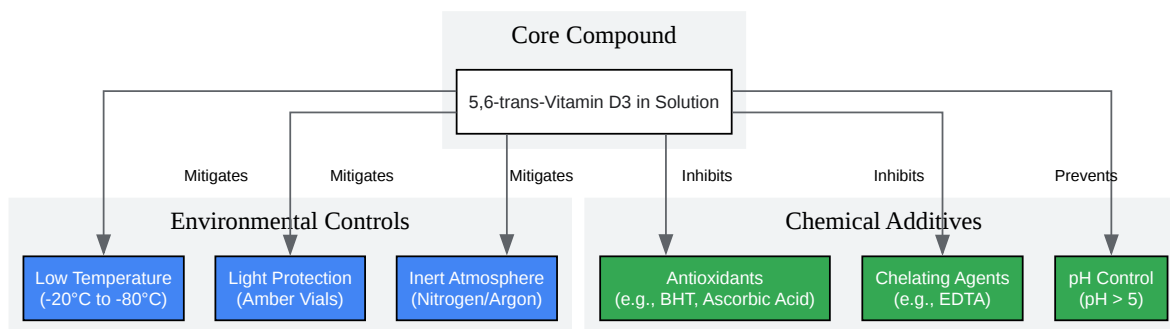 Core Compound
5,6-trans-Vitamin D3 in Solution
Mitigates
Mitigates
Mitigates
Inhibits
Inhibits
Prevents
Environmental Controls
Chemical Additives
Low Temperature
(-20°C to -80°C)
Light Protection
(Amber Vials)
Inert Atmosphere
(Nitrogen/Argon)
Antioxidants
(e.g., BHT, Ascorbic Acid)
Chelating Agents
(e.g., EDTA)
pH Control
(pH > 5)